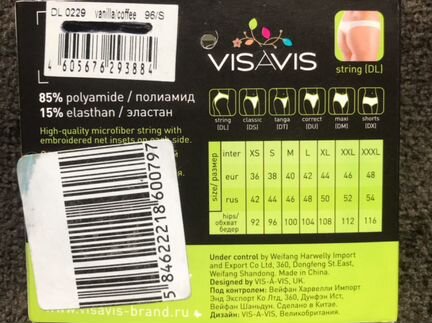 DL 0229 vanilla/coffee 96/S
4 605676 293884
85% polyamide / полиамид
15% elasthan / эластан
High-quality microfiber string with
embroidered net insets on each side.
5 846222 18600797
www.visavis-brand.ru
VISAVIS
string (DL)
string (DL) classic (DS) tanga (DT) correct (DU) maxi (DM) shorts (DX)
size / размер
inter XS S M L XL XXL XXXL
eur 36 38 40 42 44 46 48
rus 42 44 46 48 50 52 54
hips/обхват бедер 92 96 100 104 108 112 116
Under control by Weifang Harwelly Import
and Export Co Ltd, 360, Dongfeng St.East,
Weifang Shandong. Made in China.
Designed by VIS-A-VIS, UK.
Под контролем: Вейфан Харвелли Импорт
Энд Экспорт Ко Лтд, 360, Дунфэн Ист,
Вейфан Шаньдун. Сделано в Китае.
Дизайн: VIS-A-VIS, Великобритания.